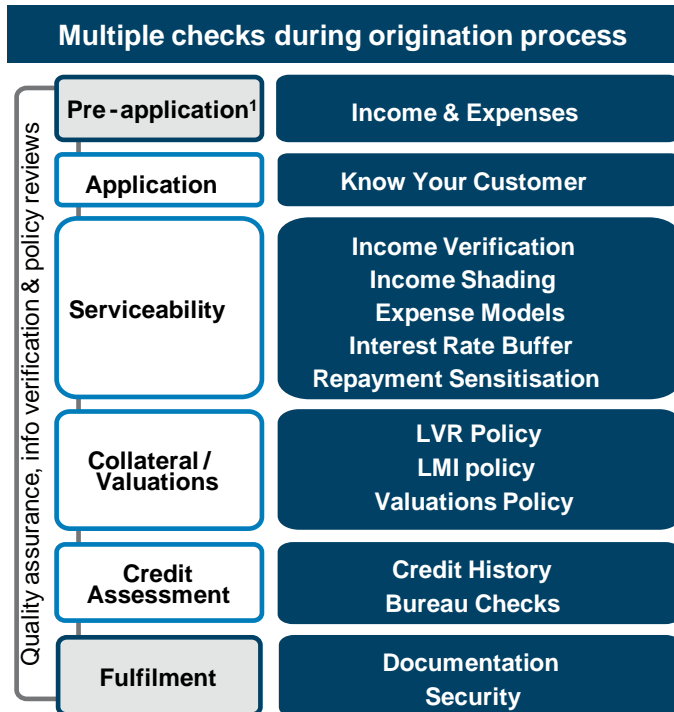 Multiple checks during origination process
Quality assurance, info verification & policy reviews
Pre-application¹
Income & Expenses
Application
Know Your Customer
Serviceability
Income Verification
Income Shading
Expense Models
Interest Rate Buffer
Repayment Sensitisation
Collateral /
Valuations
LVR Policy
LMI policy
Valuations Policy
Credit
Assessment
Credit History
Bureau Checks
Fulfilment
Documentation
Security